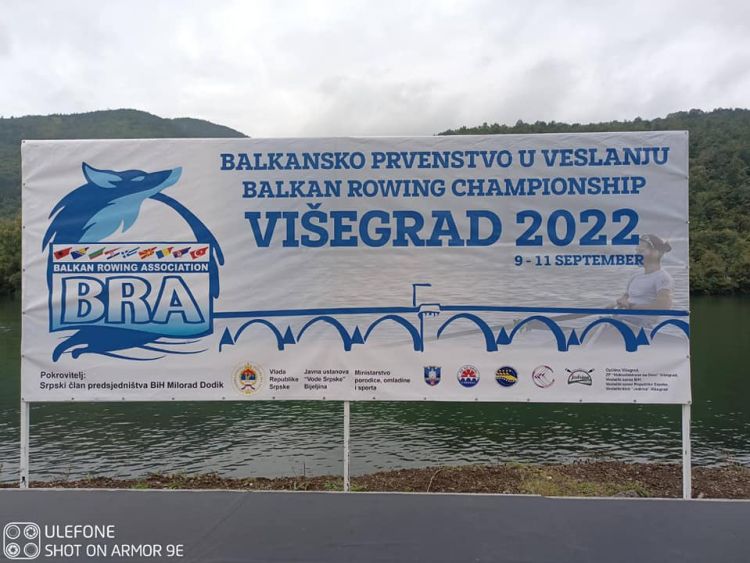 BALKANSKO PRVENSTVO U VESLANJU
BALKAN ROWING CHAMPIONSHIP
VIŠEGRAD 2022
9 - 11 SEPTEMBER
BALKAN ROWING ASSOCIATION
BRA
Pokrovitelj:
Srpski član predsjedništva BiH Milorad Dodik
Vlada
Republike
Srpske
Javna ustanova
"Vode Srpske"
Bijeljina
Ministarstvo
porodice, omladine
i sporta
Opština Višegrad
ULEFONE
SHOT ON ARMOR 9E